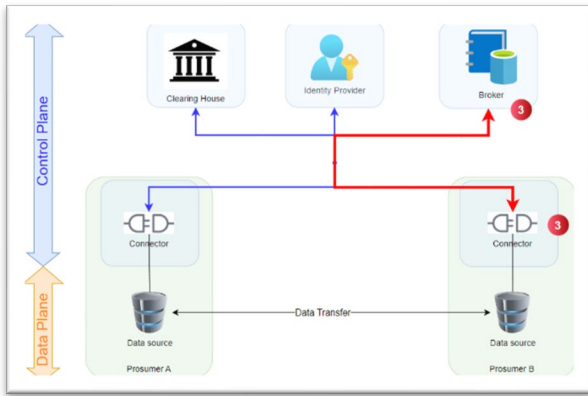 Control Plane
Clearing House
Identity Provider
Broker
3
Connector
Connector
3
Data Plane
Data Transfer
Data source
Data source
Prosumer A
Prosumer B